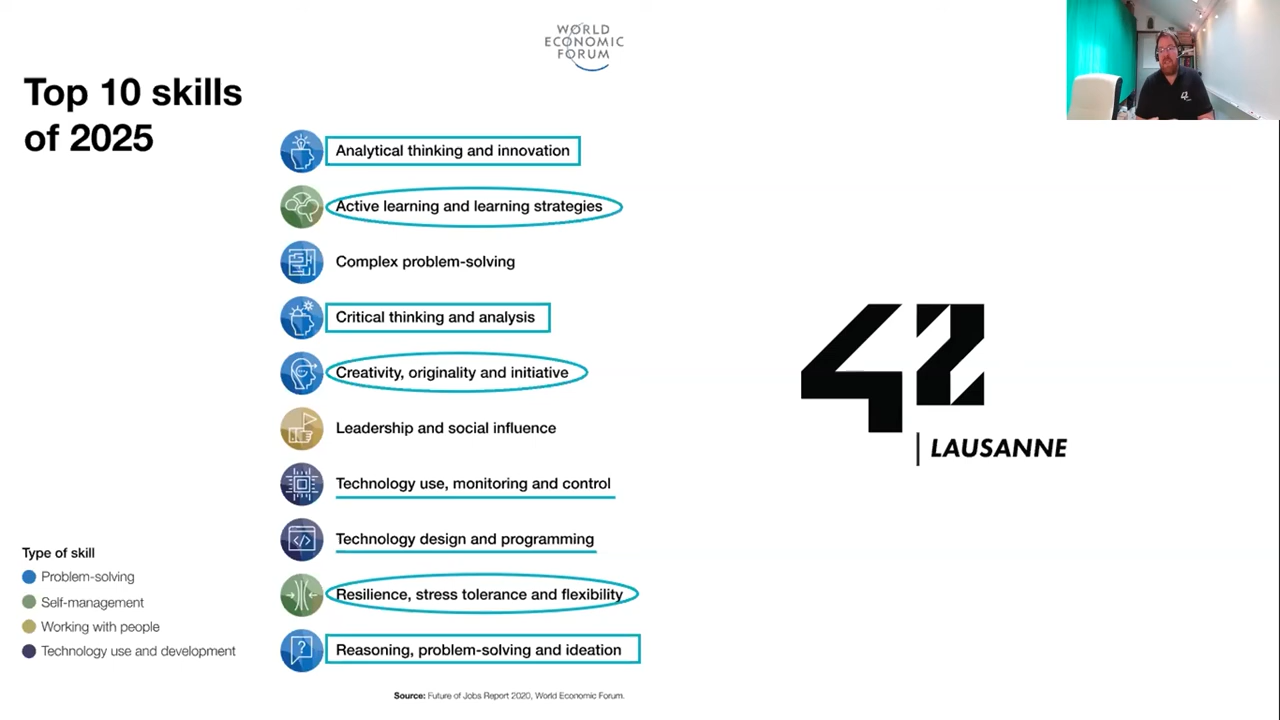 WORLD
ECONOMIC
FORUM
Top 10 skills
of 2025
Analytical thinking and innovation
Active learning and learning strategies
Complex problem-solving
Critical thinking and analysis
Creativity, originality and initiative
Leadership and social influence
Technology use, monitoring and control
Technology design and programming
Resilience, stress tolerance and flexibility
Reasoning, problem-solving and ideation
Type of skill
Problem-solving
Self-management
Working with people
Technology use and development
Source: Future of Jobs Report 2020, World Economic Forum.
42
LAUSANNE
42